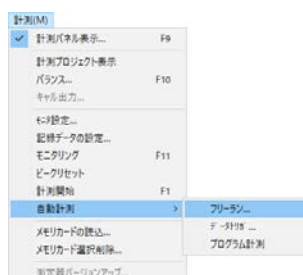 計測(M)
計測パネル表示... F9
計測プロジェクト表示
バランス... F10
キャル出力...
モニタ設定...
記録データの設定...
モニタリング F11
ピークリセット
計測開始 F1
自動計測 >
フリーラン...
データトリガ...
プログラム計測
メモリカードの読込...
メモリカード選択削除...
測定器バージョンアップ...